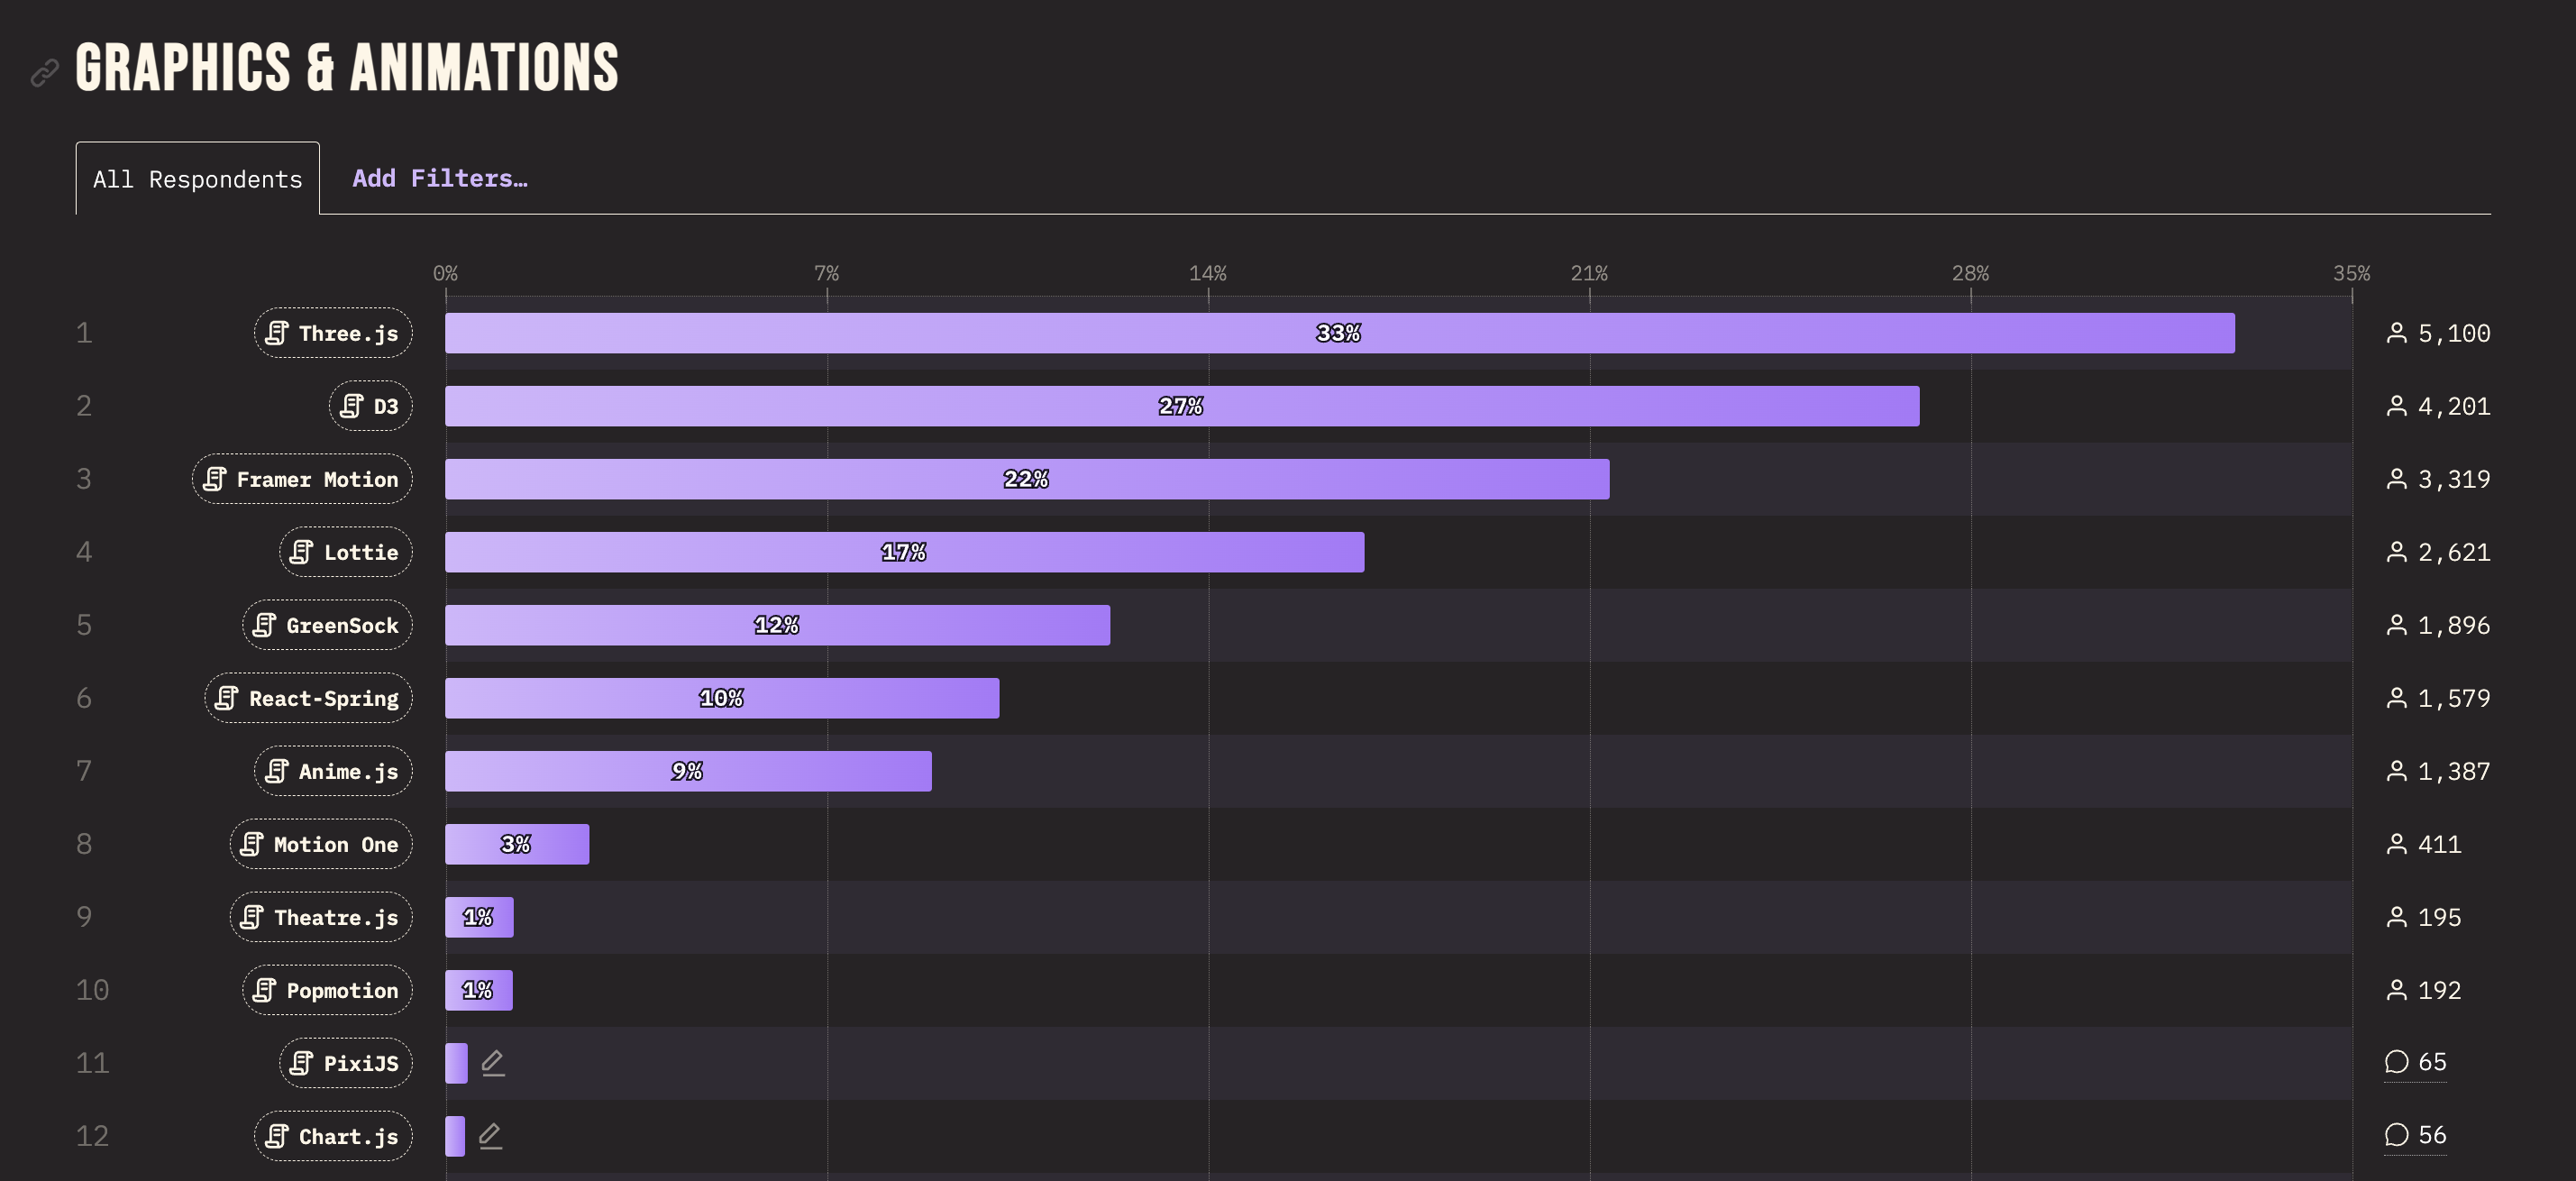 GRAPHICS & ANIMATIONS
All Respondents Add Filters…
0% 7% 14% 21% 28% 35%
1 Three.js 33% 5,100
2 D3 27% 4,201
3 Framer Motion 22% 3,319
4 Lottie 17% 2,621
5 GreenSock 12% 1,896
6 React-Spring 10% 1,579
7 Anime.js 9% 1,387
8 Motion One 3% 411
9 Theatre.js 1% 195
10 Popmotion 1% 192
11 PixiJS 65
12 Chart.js 56